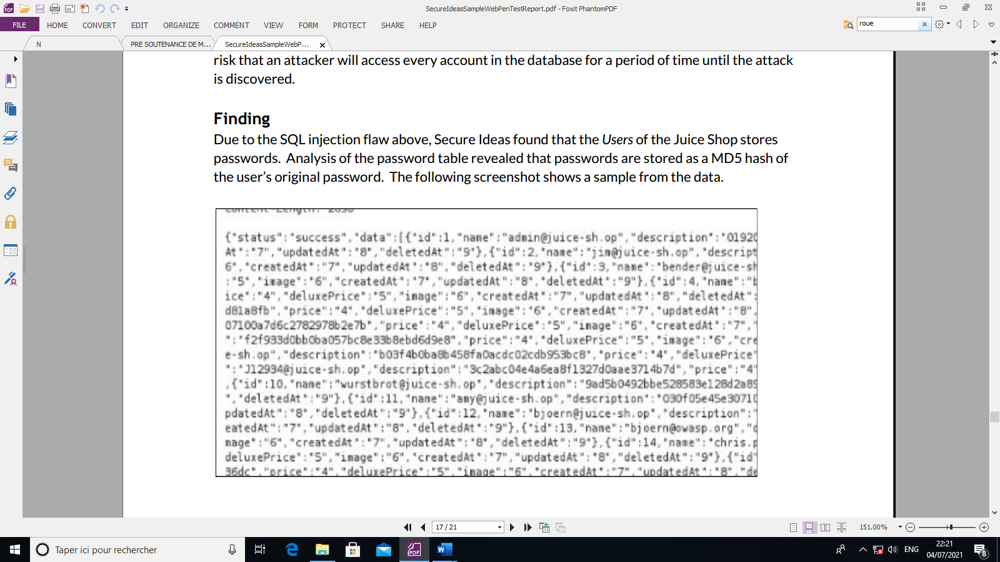 SecureIdeasSampleWebPenTestReport.pdf - Foxit PhantomPDF
FILE HOME CONVERT EDIT ORGANIZE COMMENT VIEW FORM PROTECT SHARE HELP
roue
N PRE SOUTENANCE DE M... SecureIdeasSampleWebP...
risk that an attacker will access every account in the database for a period of time until the attack
is discovered.
Finding
Due to the SQL injection flaw above, Secure Ideas found that the Users of the Juice Shop stores
passwords. Analysis of the password table revealed that passwords are stored as a MD5 hash of
the user's original password. The following screenshot shows a sample from the data.
Content-Length: 2830
{"status":"success","data":[{"id":1,"name":"admin@juice-sh.op","description":"01920
At":"7","updatedAt":"8","deletedAt":"9"},{"id":2,"name":"jim@juice-sh.op","descript
6","createdAt":"7","updatedAt":"8","deletedAt":"9"},{"id":3,"name":"bender@juice-sh
:"5","image":"6","createdAt":"7","updatedAt":"8","deletedAt":"9"},{"id":4,"name":"b
ice":"4","deluxePrice":"5","image":"6","createdAt":"7","updatedAt":"8","deletedAt":
d81a8fb","price":"4","deluxePrice":"5","image":"6","createdAt":"7","updatedAt":"8",
07100a7d6c2782978b2e7b","price":"4","deluxePrice":"5","image":"6","createdAt":"7","
":"f2f933d0bb0ba057bc8e33b8ebd6d9e8","price":"4","deluxePrice":"5","image":"6","cre
e-sh.op","description":"b03f4b0ba8b458fa0acdc02cdb953bc8","price":"4","deluxePrice"
":"J12934@juice-sh.op","description":"3c2abc04e4a6ea8f1327d0aae3714b7d","price":"4"
,{"id":10,"name":"wurstbrot@juice-sh.op","description":"9ad5b0492bbe528583e128d2a89
","deletedAt":"9"},{"id":11,"name":"amy@juice-sh.op","description":"030f05e45e30710
pdatedAt":"8","deletedAt":"9"},{"id":12,"name":"bjoern@juice-sh.op","description":"
eatedAt":"7","updatedAt":"8","deletedAt":"9"},{"id":13,"name":"bjoern@owasp.org","d
mage":"6","createdAt":"7","updatedAt":"8","deletedAt":"9"},{"id":14,"name":"chris.p
deluxePrice":"5","image":"6","createdAt":"7","updatedAt":"8","deletedAt":"9"},{"id"
36dc","price":"4","deluxePrice":"5","image":"6","createdAt":"7","updatedAt":"8","de
17 / 21
151.00%
Taper ici pour rechercher
ENG
22:21
04/07/2021
8